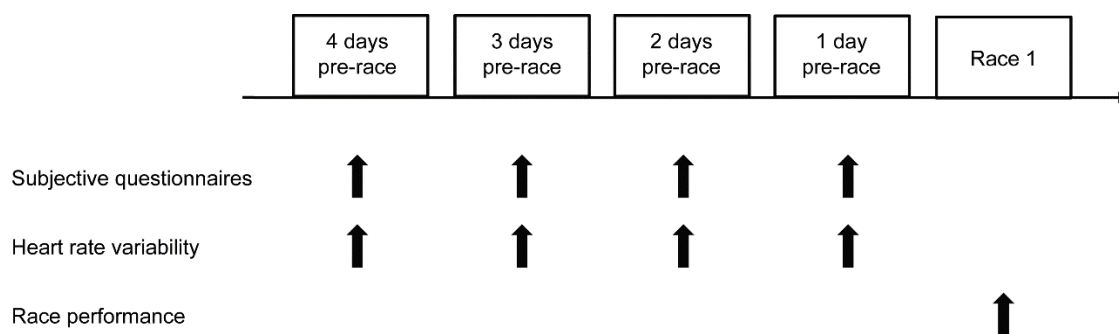 4 days
pre-race
3 days
pre-race
2 days
pre-race
1 day
pre-race
Race 1
Subjective questionnaires
Heart rate variability
Race performance